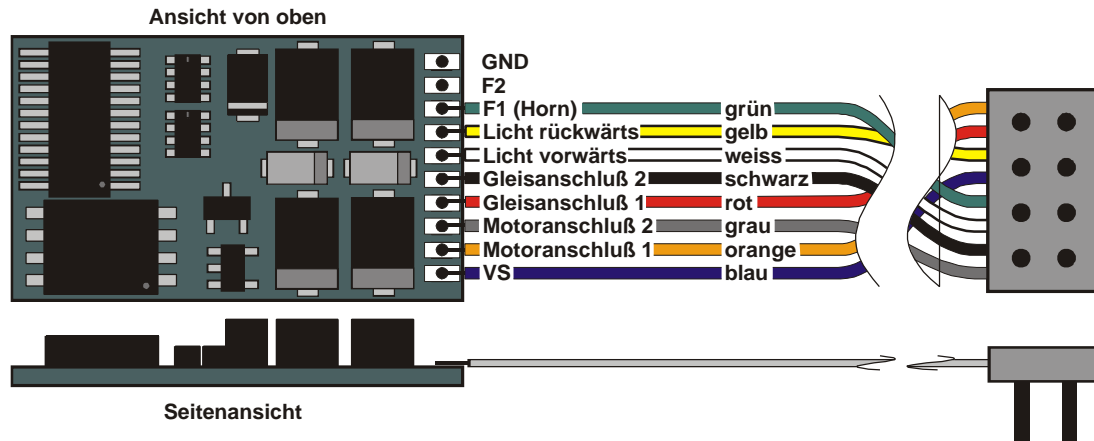 Ansicht von oben
GND
F2
F1 (Horn) grün
Licht rückwärts gelb
Licht vorwärts weiss
Gleisanschluß 2 schwarz
Gleisanschluß 1 rot
Motoranschluß 2 grau
Motoranschluß 1 orange
VS blau
Seitenansicht